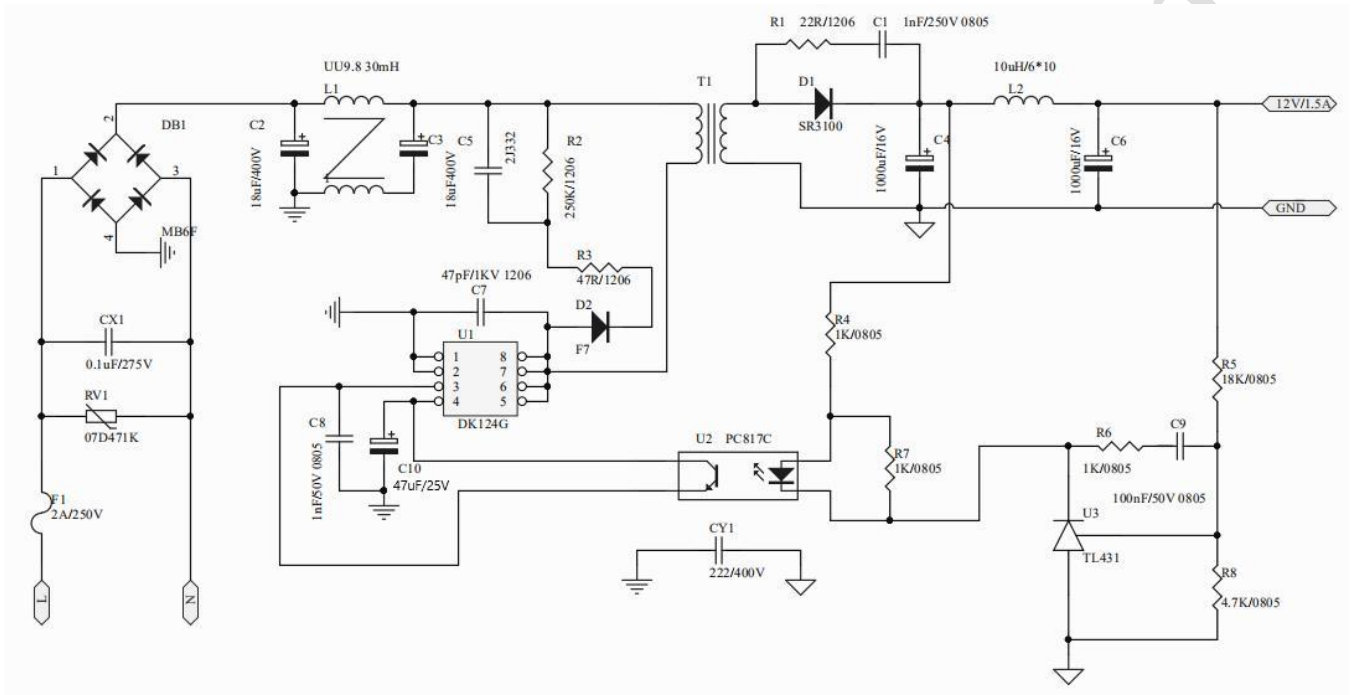 R1 22R/1206 C1 1nF/250V 0805
UU9.8 30mH
L1
T1
D1
SR3100
10uH/6*10
L2
12V/1.5A
2
DB1
C2
18uF/400V
C3
18uF400V
C5
2J332
R2
250K/1206
C4
1000uF/16V
C6
1000uF/16V
1
3
4
MB6F
GND
R3
47R/1206
47pF/1KV 1206
C7
D2
F7
U1
1 8
2 7
3 6
4 5
DK124G
CX1
0.1uF/275V
RV1
07D471K
R4
1K/0805
R5
18K/0805
C8
1nF/50V 0805
C10
47uF/25V
U2 PC817C
R7
1K/0805
R6
1K/0805
C9
100nF/50V 0805
F1
2A/250V
U3
TL431
CY1
222/400V
R8
4.7K/0805
L
N